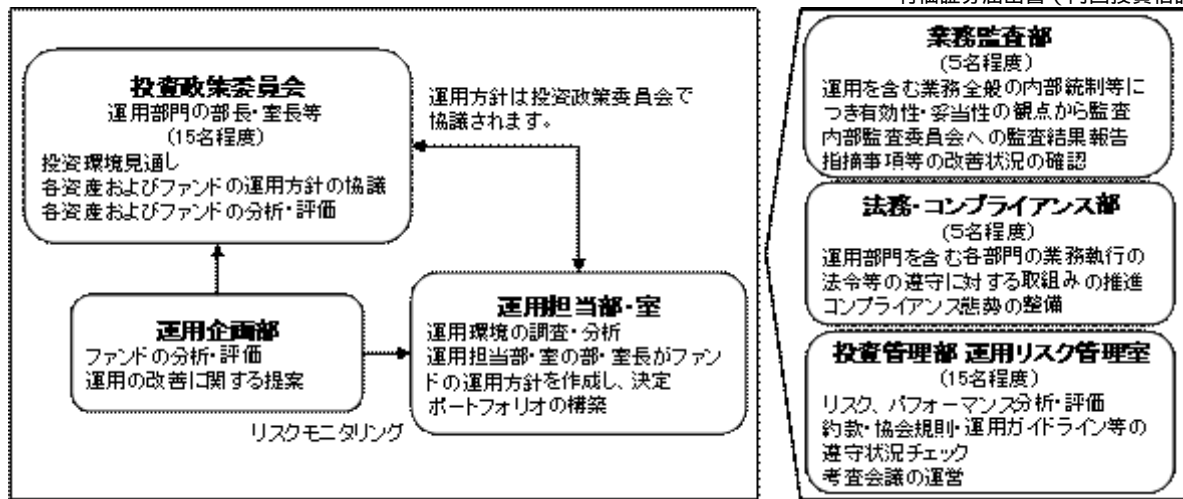 投資政策委員会
運用部門の部長・室長等
(15名程度)
投資環境見通し
各資産およびファンドの運用方針の協議
各資産およびファンドの分析・評価
運用方針は投資政策委員会で
協議されます。
運用企画部
ファンドの分析・評価
運用の改善に関する提案
リスクモニタリング
運用担当部・室
運用環境の調査・分析
運用担当部・室の部・室長がファン
ドの運用方針を作成し、決定
ポートフォリオの構築
業務監査部
(5名程度)
運用を含む業務全般の内部統制等に
つき有効性・妥当性の観点から監査
内部監査委員会への監査結果報告
指摘事項等の改善状況の確認
法務・コンプライアンス部
(5名程度)
運用部門を含む各部門の業務執行の
法令等の遵守に対する取組みの推進
コンプライアンス態勢の整備
投資管理部 運用リスク管理室
(15名程度)
リスク、パフォーマンス分析・評価
約款・協会規則・運用ガイドライン等の
遵守状況チェック
考査会議の運営